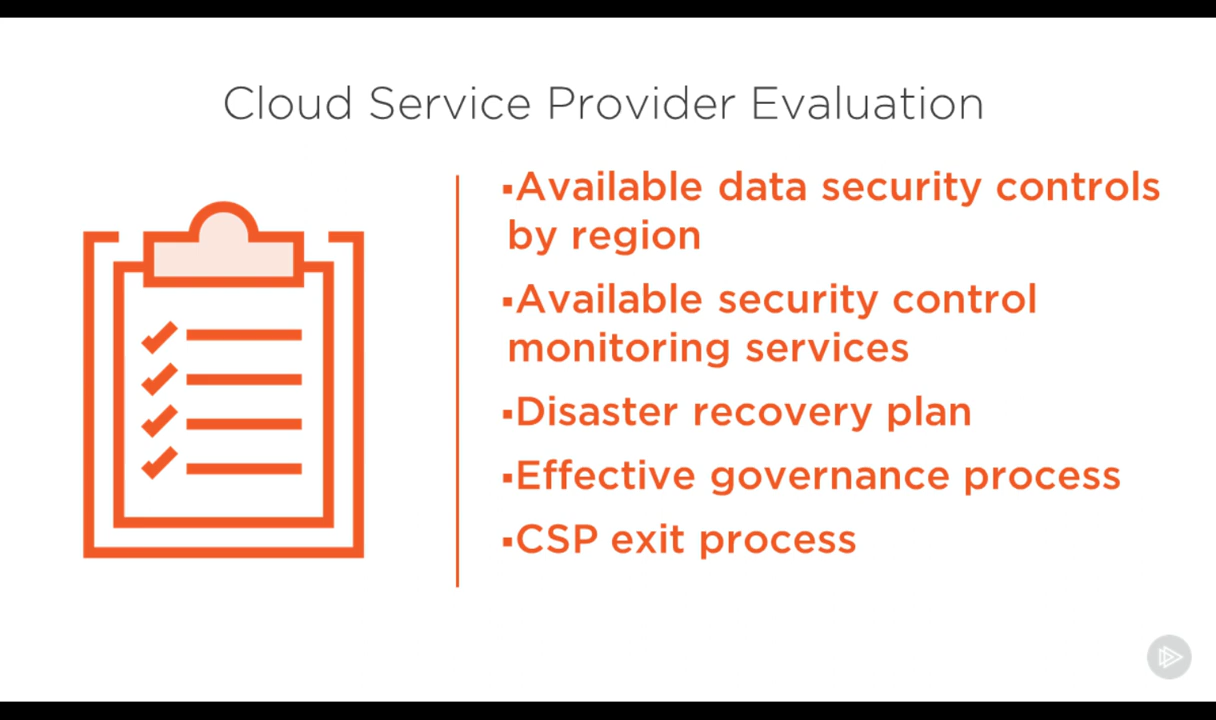 Cloud Service Provider Evaluation
▪Available data security controls
by region
▪Available security control
monitoring services
▪Disaster recovery plan
▪Effective governance process
▪CSP exit process